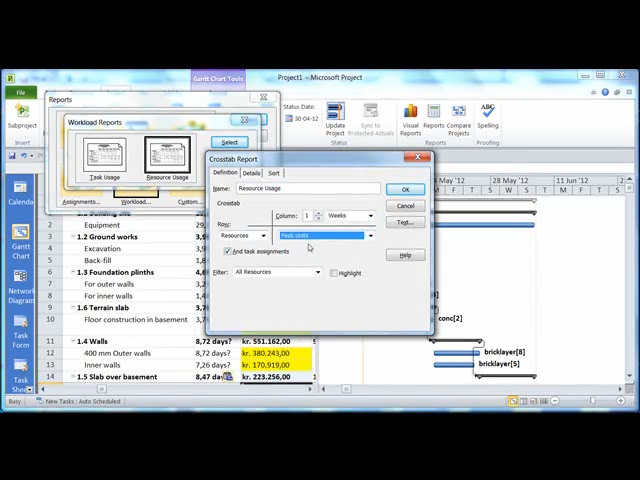 Gantt Chart Tools
Project1 - Microsoft Project
File
Reports
Workload Reports
Select
Task Usage
Resource Usage
Assignments...
Workload...
Custom...
Subproject
Status Date:
30-04-12
Update Project
Sync to Protected Actuals
Visual Reports
Reports
Compare Projects
Spelling
Crosstab Report
Definition
Details
Sort
Name:
Resource Usage
OK
Crosstab
Cancel
Column:
1
Weeks
Text...
Row:
Resources
Peak Units
And task assignments
Help
Filter:
All Resources
Highlight
Calendar
Gantt Chart
Network Diagram
Task Form
Task Sheet
Equipment
29,
1.2 Ground works
Excavation
Back-fill
1.6 Foundation plinths
For outer walls
For inner walls
1.6 Terrain slab
Floor construction in basement
1.4 Walls
8,72 days?
kr. 551.162,00
400 mm Outer walls
8,72 days?
kr. 380.243,00
Inner walls
7,26 days?
kr. 170.919,00
1.5 Slab over basement
8,47 day
kr. 223.256,00
2
3
4
5
6
7
8
9
10
11
12
13
14
May '12
28 May '12
11 Jun '12
conc[2]
bricklayer[8]
bricklayer[5]
Busy
New Tasks : Auto Scheduled